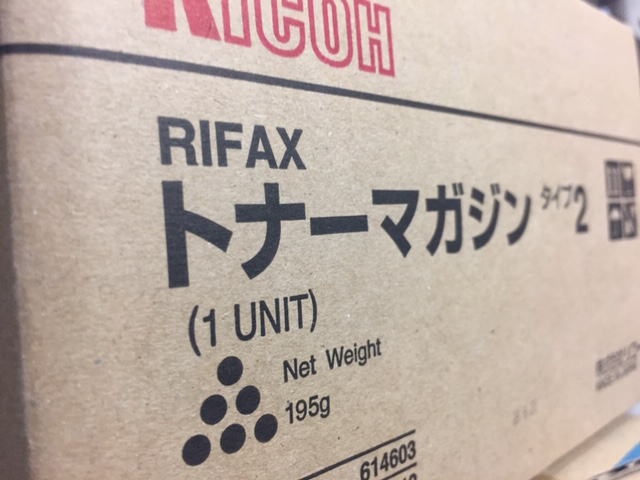 RICOH
RIFAX
トナーマガジン タイプ2
(1 UNIT)
Net Weight
195g
614603